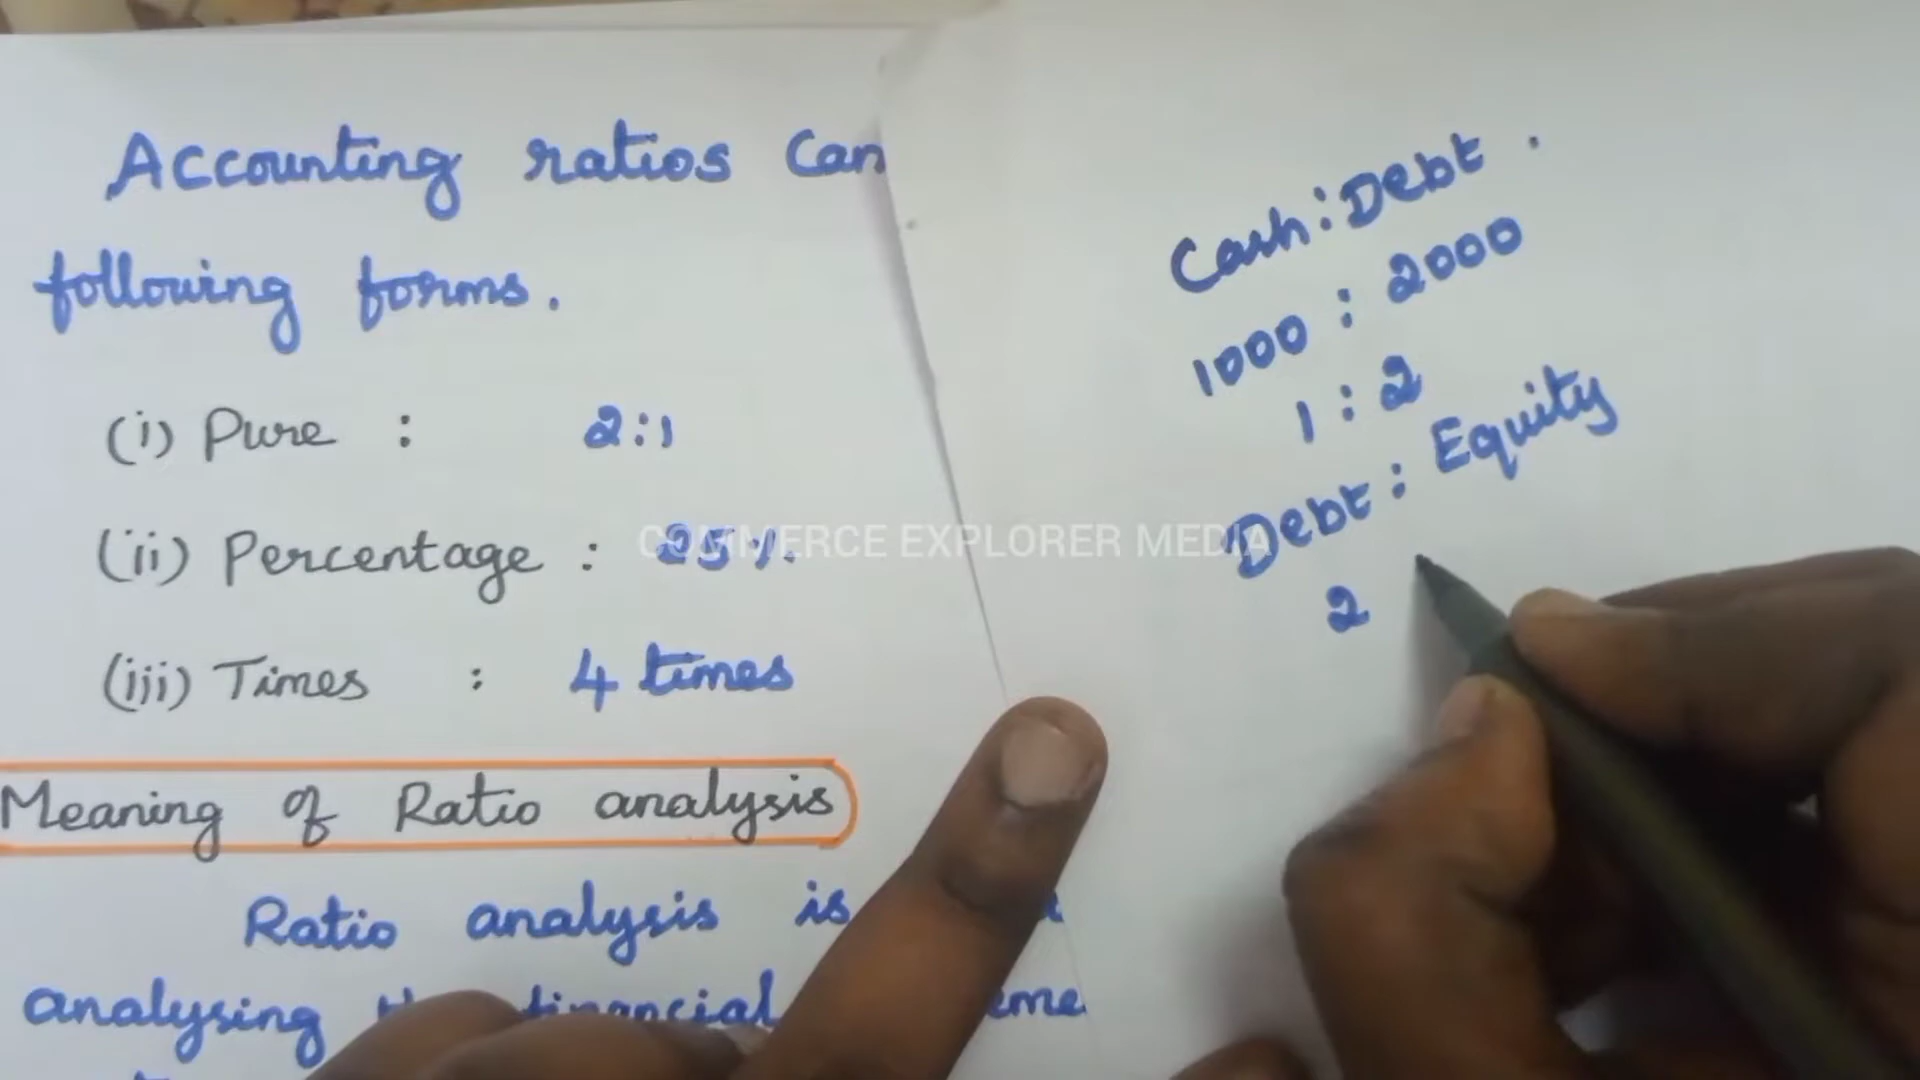 Accounting ratios Can
following forms.
(i) Pure : 2:1
(ii) Percentage : 25%
(iii) Times : 4 times
Meaning of Ratio analysis
Ratio analysis is
analysing financial
Cash : Debt .
1000 : 2000
1 : 2
Debt : Equity
2
COMMERCE EXPLORER MEDIA